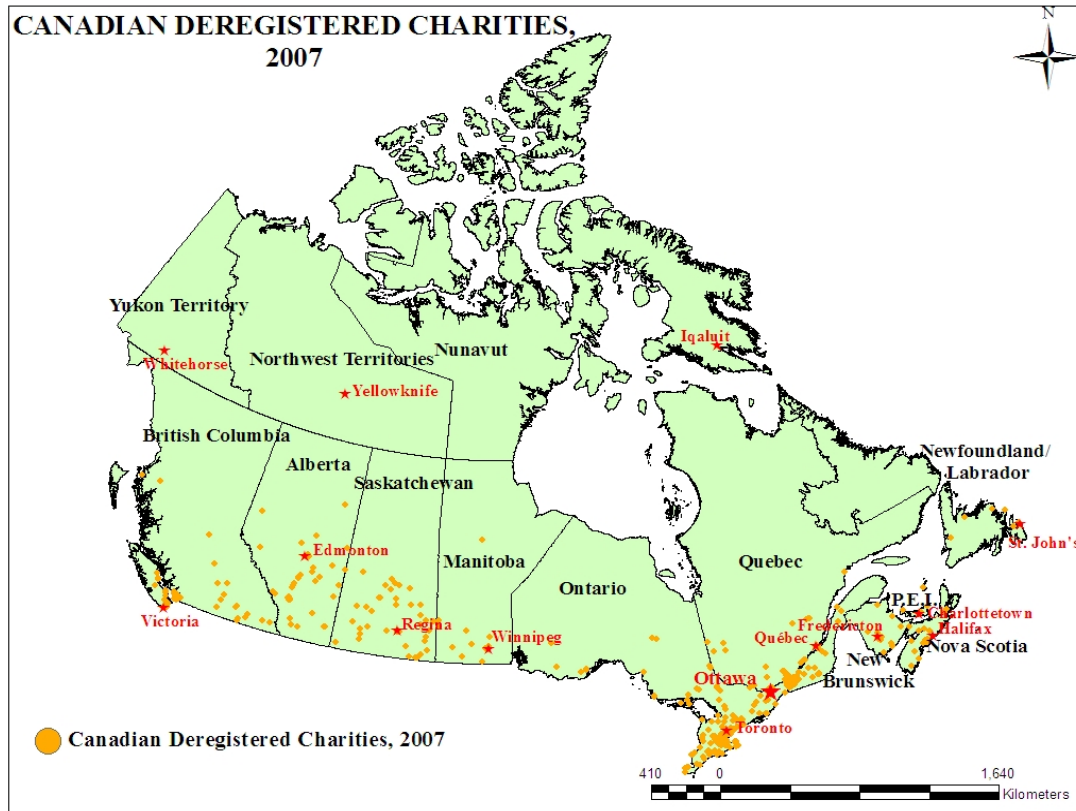 CANADIAN DEREGISTERED CHARITIES,
2007
N
Yukon Territory
Iqaluit
Whitehorse
Northwest Territories
Nunavut
Yellowknife
British Columbia
Alberta
Saskatchewan
Newfoundland/
Labrador
Edmonton
Manitoba
Ontario
Quebec
St. John's
P.E.I.
Charlottetown
Victoria
Regina
Winnipeg
Fredericton
Halifax
Québec
Nova Scotia
New
Brunswick
Ottawa
Toronto
Canadian Deregistered Charities, 2007
410 0 1,640
Kilometers